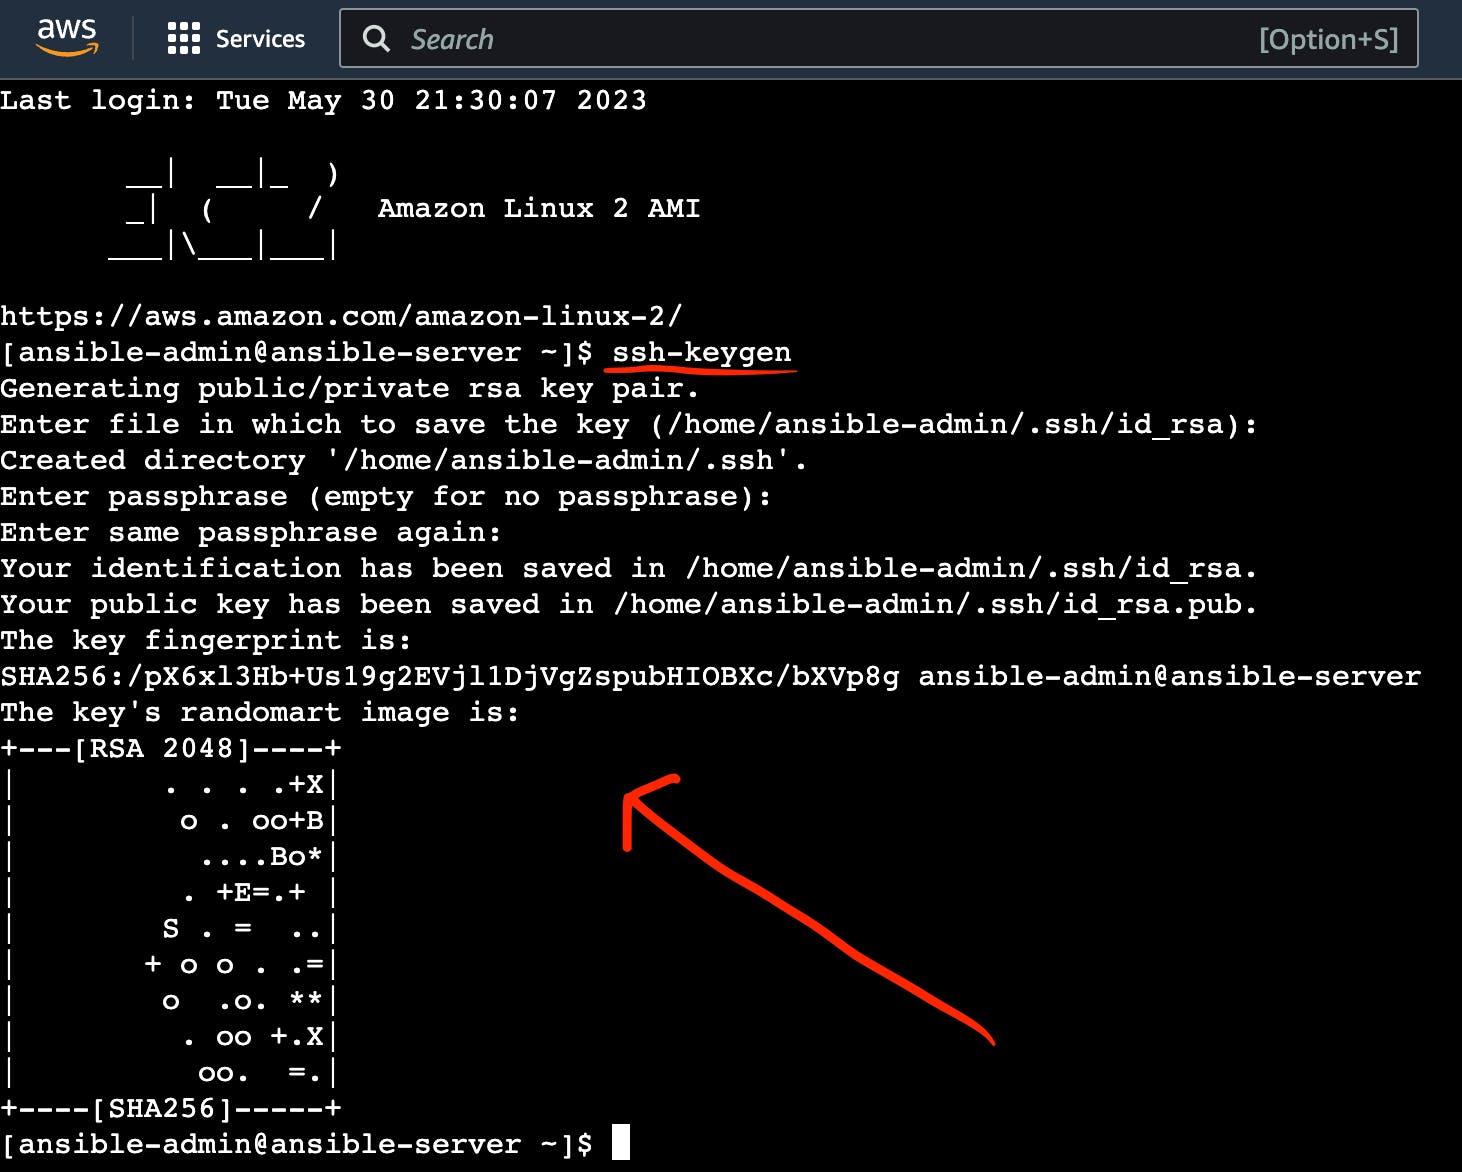 aws Services Search [Option+S]
Last login: Tue May 30 21:30:07 2023
       __|  __|_  )
       _|  (     /   Amazon Linux 2 AMI
      ___|\___|___|
https://aws.amazon.com/amazon-linux-2/
[ansible-admin@ansible-server ~]$ ssh-keygen
Generating public/private rsa key pair.
Enter file in which to save the key (/home/ansible-admin/.ssh/id_rsa):
Created directory '/home/ansible-admin/.ssh'.
Enter passphrase (empty for no passphrase):
Enter same passphrase again:
Your identification has been saved in /home/ansible-admin/.ssh/id_rsa.
Your public key has been saved in /home/ansible-admin/.ssh/id_rsa.pub.
The key fingerprint is:
SHA256:/pX6xl3Hb+Us19g2EVjl1DjVgZspubHIOBXc/bXVp8g ansible-admin@ansible-server
The key's randomart image is:
+---[RSA 2048]----+
|        . . . .+X|
|         o . oo+B|
|          ....Bo*|
|         . +E=.+ |
|        S . =  ..|
|       + o o . .=|
|        o  .o. **|
|         . oo +.X|
|          oo.  =.|
+----[SHA256]-----+
[ansible-admin@ansible-server ~]$